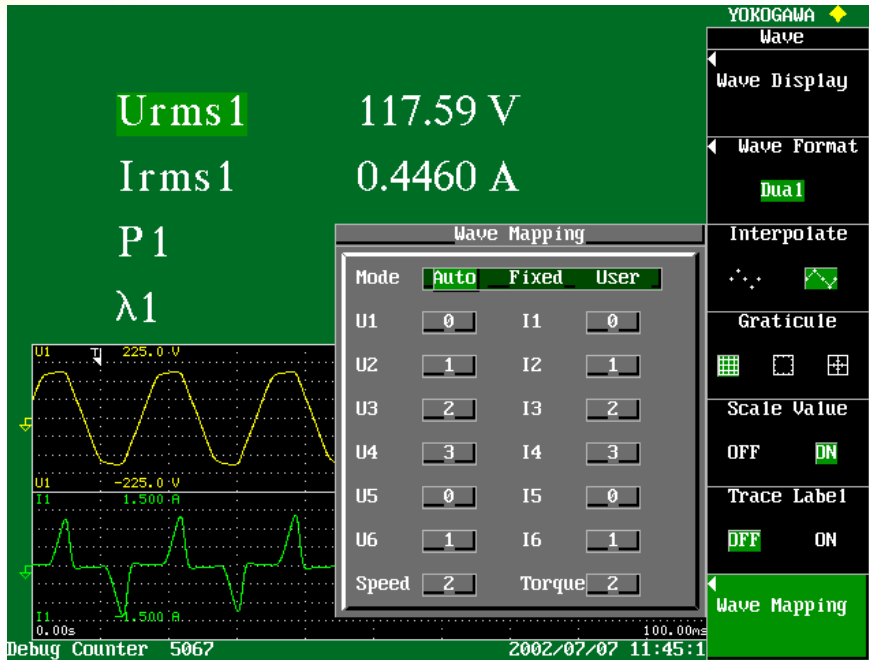 YOKOGAWA
Wave
Wave Display
Wave Format
Dual
Interpolate
Graticule
Scale Value
OFF ON
Trace Label
OFF ON
Wave Mapping
Urms1 117.59 V
Irms1 0.4460 A
P1
λ1
Wave Mapping
Mode Auto Fixed User
U1 0 I1 0
U2 1 I2 1
U3 2 I3 2
U4 3 I4 3
U5 0 I5 0
U6 1 I6 1
Speed 2 Torque 2
U1 T 225.0 V
U1 -225.0 V
I1 1.500 A
I1 -1.500 A
0.00s 100.00ms
Debug Counter 5067 2002/07/07 11:45:1